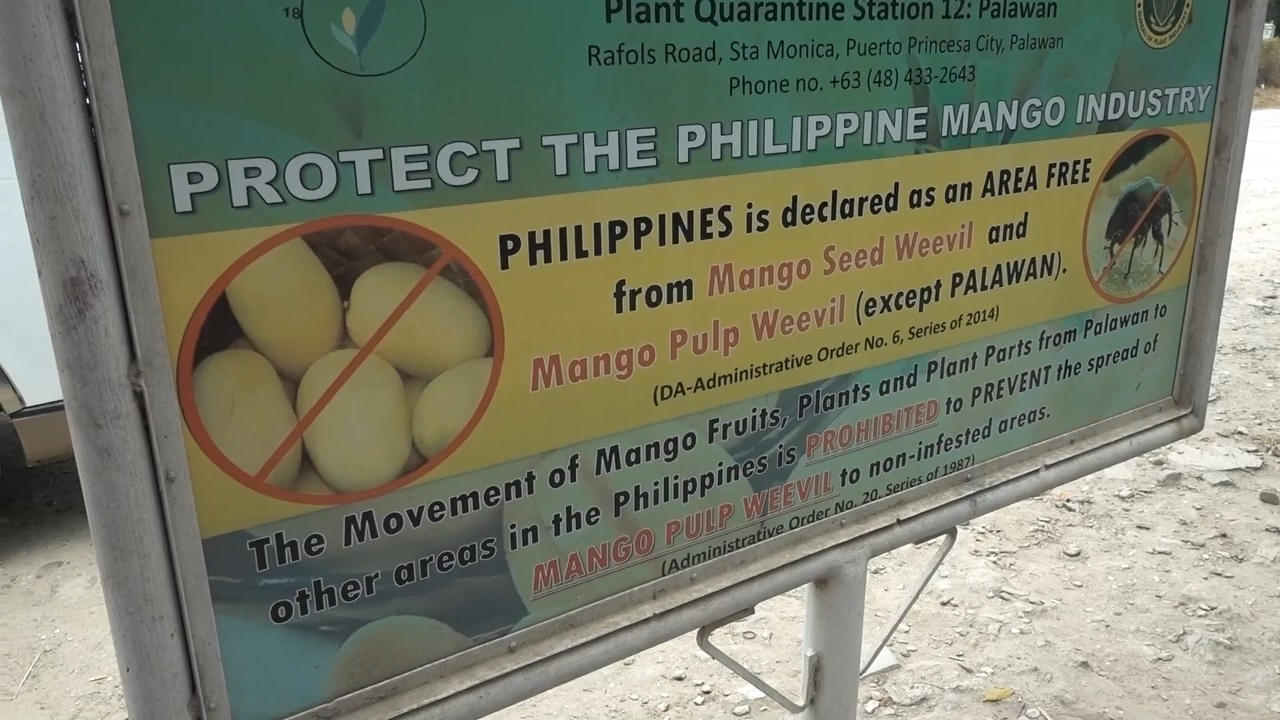 18
Plant Quarantine Station 12: Palawan
Rafols Road, Sta Monica, Puerto Princesa City, Palawan
Phone no. +63 (48) 433-2643
PROTECT THE PHILIPPINE MANGO INDUSTRY
PHILIPPINES is declared as an AREA FREE
from Mango Seed Weevil and
Mango Pulp Weevil (except PALAWAN).
(DA-Administrative Order No. 6, Series of 2014)
The Movement of Mango Fruits, Plants and Plant Parts from Palawan to
other areas in the Philippines is PROHIBITED to PREVENT the spread of
MANGO PULP WEEVIL to non-infested areas.
(Administrative Order No. 20, Series of 1987)